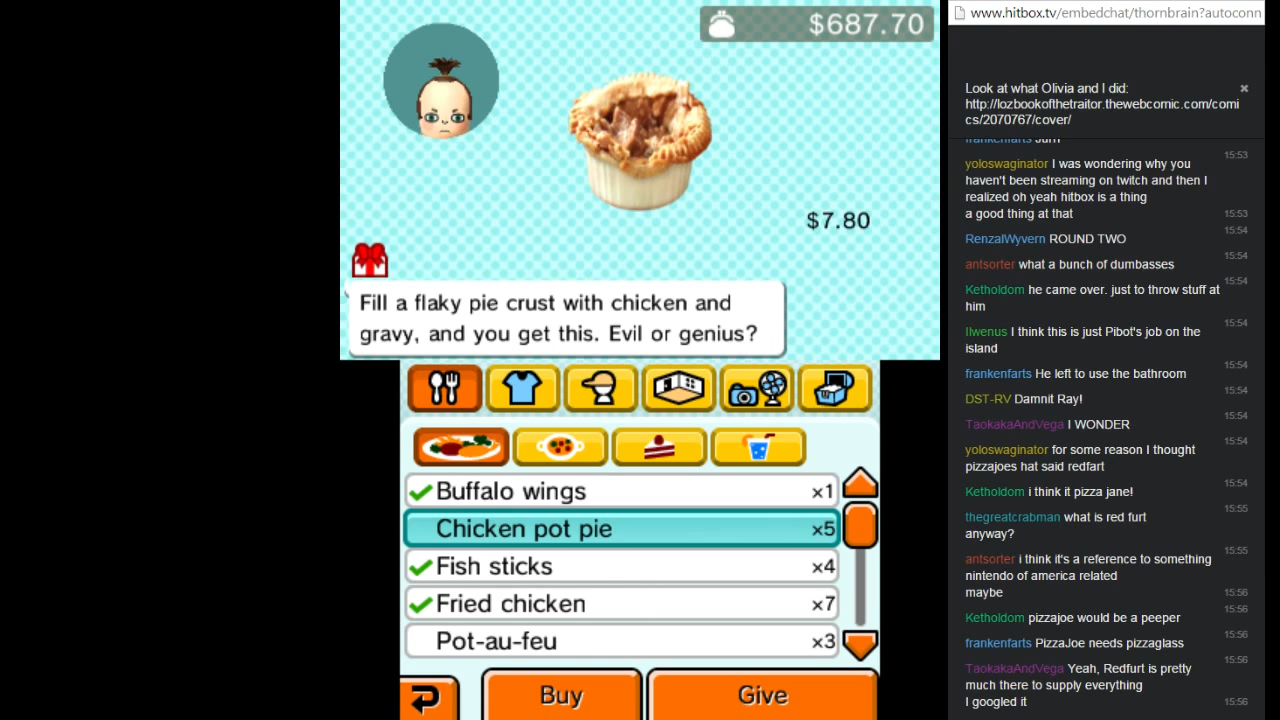 $687.70
$7.80
Fill a flaky pie crust with chicken and
gravy, and you get this. Evil or genius?
Buffalo wings x1
Chicken pot pie x5
Fish sticks x4
Fried chicken x7
Pot-au-feu x3
Buy
Give
www.hitbox.tv/embedchat/thornbrain?autoconn
Look at what Olivia and I did:
http://lozbookofthetraitor.thewebcomic.com/comi
cs/2070767/cover/
15:53
yoloswaginator I was wondering why you
haven't been streaming on twitch and then I
realized oh yeah hitbox is a thing
a good thing at that 15:53
15:54
RenzalWyvern ROUND TWO
15:54
antsorter what a bunch of dumbasses
15:54
Ketholdom he came over. just to throw stuff at
him
15:54
Ilwenus I think this is just Pibot's job on the
island
15:54
frankenfarts He left to use the bathroom
15:54
DST-RV Damnit Ray!
15:54
TaokakaAndVega I WONDER
15:54
yoloswaginator for some reason I thought
pizzajoes hat said redfart
15:54
Ketholdom i think it pizza jane!
15:55
thegreatcrabman what is red furt
anyway?
15:55
antsorter i think it's a reference to something
nintendo of america related
maybe 15:56
15:56
Ketholdom pizzajoe would be a peeper
15:56
frankenfarts PizzaJoe needs pizzaglass
15:56
TaokakaAndVega Yeah, Redfurt is pretty
much there to supply everything
I googled it 15:56